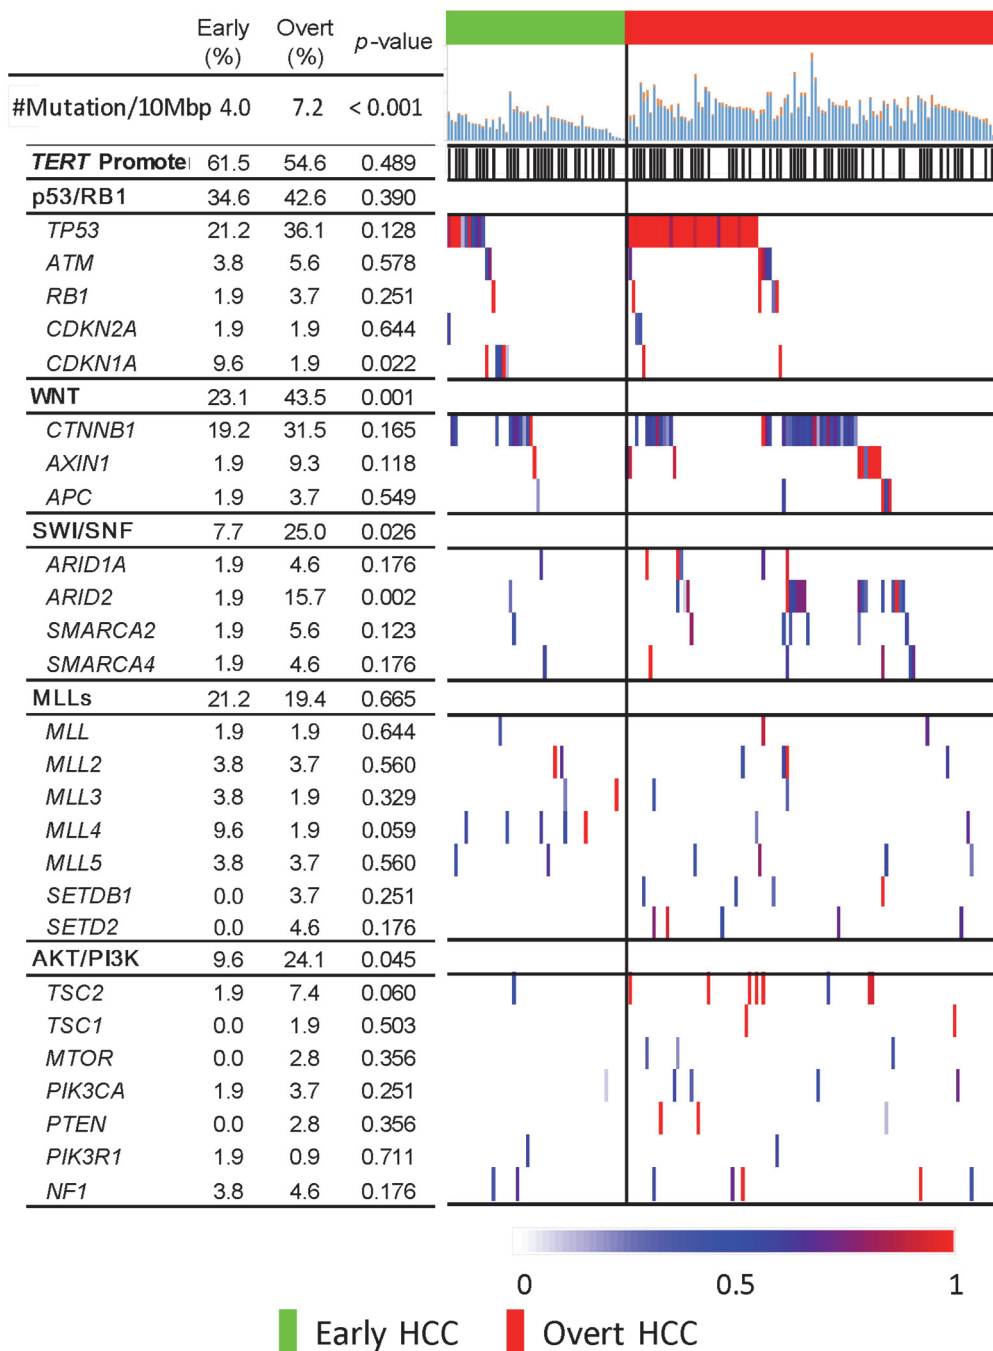 Early Overt p-value
(%) (%)
#Mutation/10Mbp 4.0 7.2 < 0.001
TERT Promote 61.5 54.6 0.489
p53/RB1 34.6 42.6 0.390
TP53 21.2 36.1 0.128
ATM 3.8 5.6 0.578
RB1 1.9 3.7 0.251
CDKN2A 1.9 1.9 0.644
CDKN1A 9.6 1.9 0.022
WNT 23.1 43.5 0.001
CTNNB1 19.2 31.5 0.165
AXIN1 1.9 9.3 0.118
APC 1.9 3.7 0.549
SWI/SNF 7.7 25.0 0.026
ARID1A 1.9 4.6 0.176
ARID2 1.9 15.7 0.002
SMARCA2 1.9 5.6 0.123
SMARCA4 1.9 4.6 0.176
MLLs 21.2 19.4 0.665
MLL 1.9 1.9 0.644
MLL2 3.8 3.7 0.560
MLL3 3.8 1.9 0.329
MLL4 9.6 1.9 0.059
MLL5 3.8 3.7 0.560
SETDB1 0.0 3.7 0.251
SETD2 0.0 4.6 0.176
AKT/PI3K 9.6 24.1 0.045
TSC2 1.9 7.4 0.060
TSC1 0.0 1.9 0.503
MTOR 0.0 2.8 0.356
PIK3CA 1.9 3.7 0.251
PTEN 0.0 2.8 0.356
PIK3R1 1.9 0.9 0.711
NF1 3.8 4.6 0.176
0 0.5 1
Early HCC Overt HCC